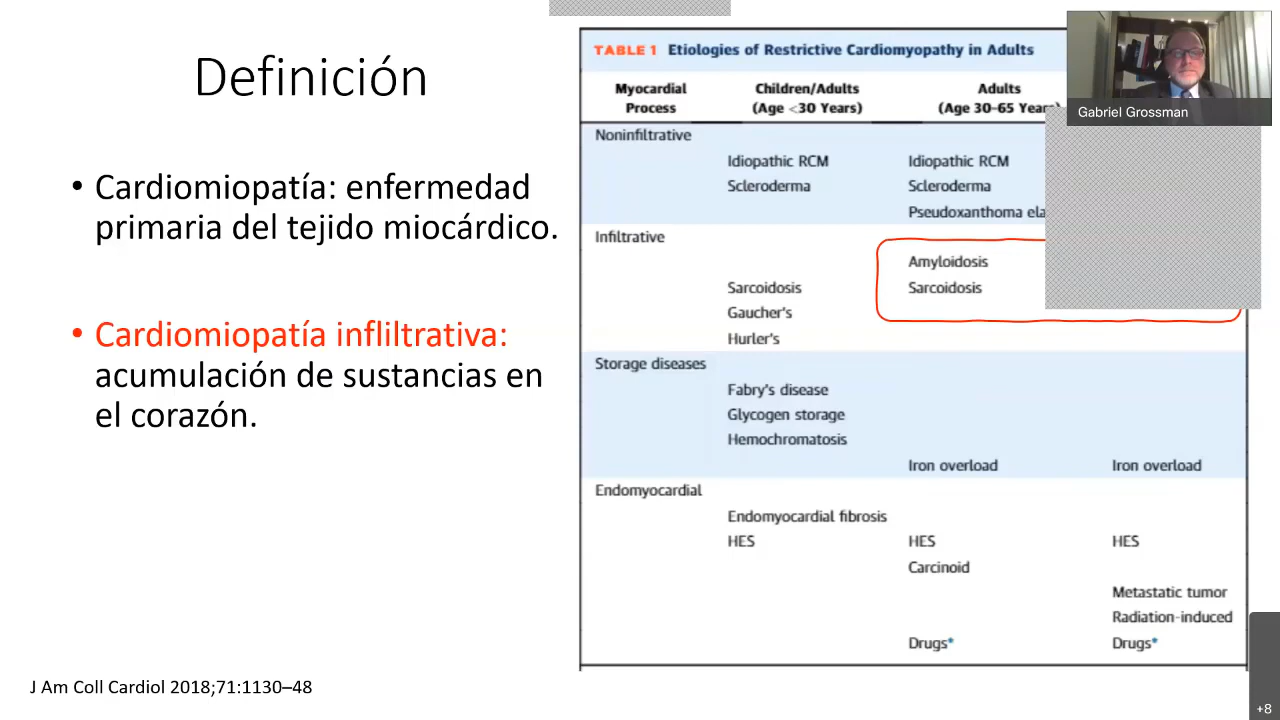 Definición
• Cardiomiopatía: enfermedad
primaria del tejido miocárdico.
• Cardiomiopatía infliltrativa:
acumulación de sustancias en
el corazón.
J Am Coll Cardiol 2018;71:1130–48
TABLE 1 Etiologies of Restrictive Cardiomyopathy in Adults
Myocardial Process Children/Adults (Age <30 Years) Adults (Age 30-65 Years)
Noninfiltrative
Idiopathic RCM Idiopathic RCM
Scleroderma Scleroderma
Pseudoxanthoma
Infiltrative
Amyloidosis
Sarcoidosis Sarcoidosis
Gaucher's
Hurler's
Storage diseases
Fabry's disease
Glycogen storage
Hemochromatosis
Iron overload Iron overload
Endomyocardial
Endomyocardial fibrosis
HES HES HES
Carcinoid
Metastatic tumor
Radiation-induced
Drugs* Drugs*
Gabriel Grossman
+8